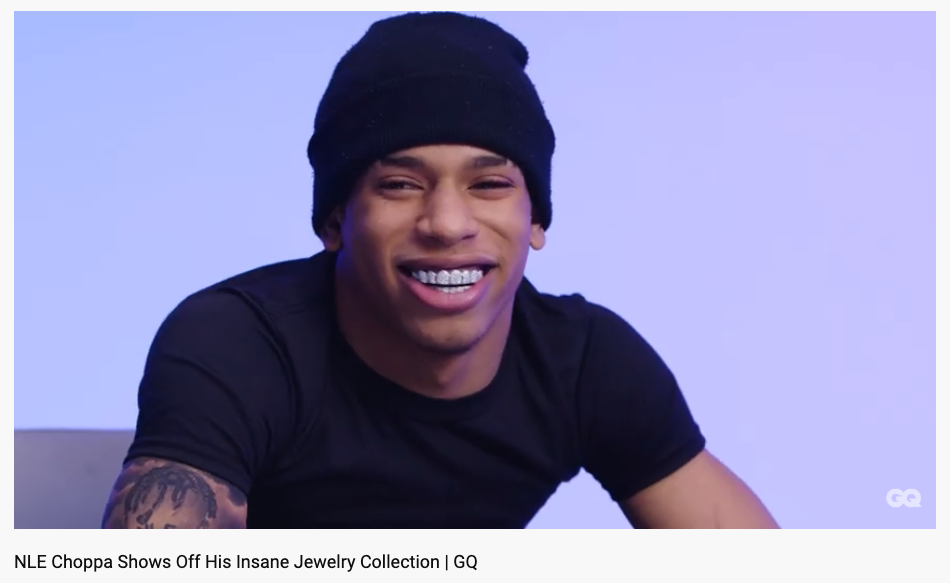 GQ
NLE Choppa Shows Off His Insane Jewelry Collection | GQ